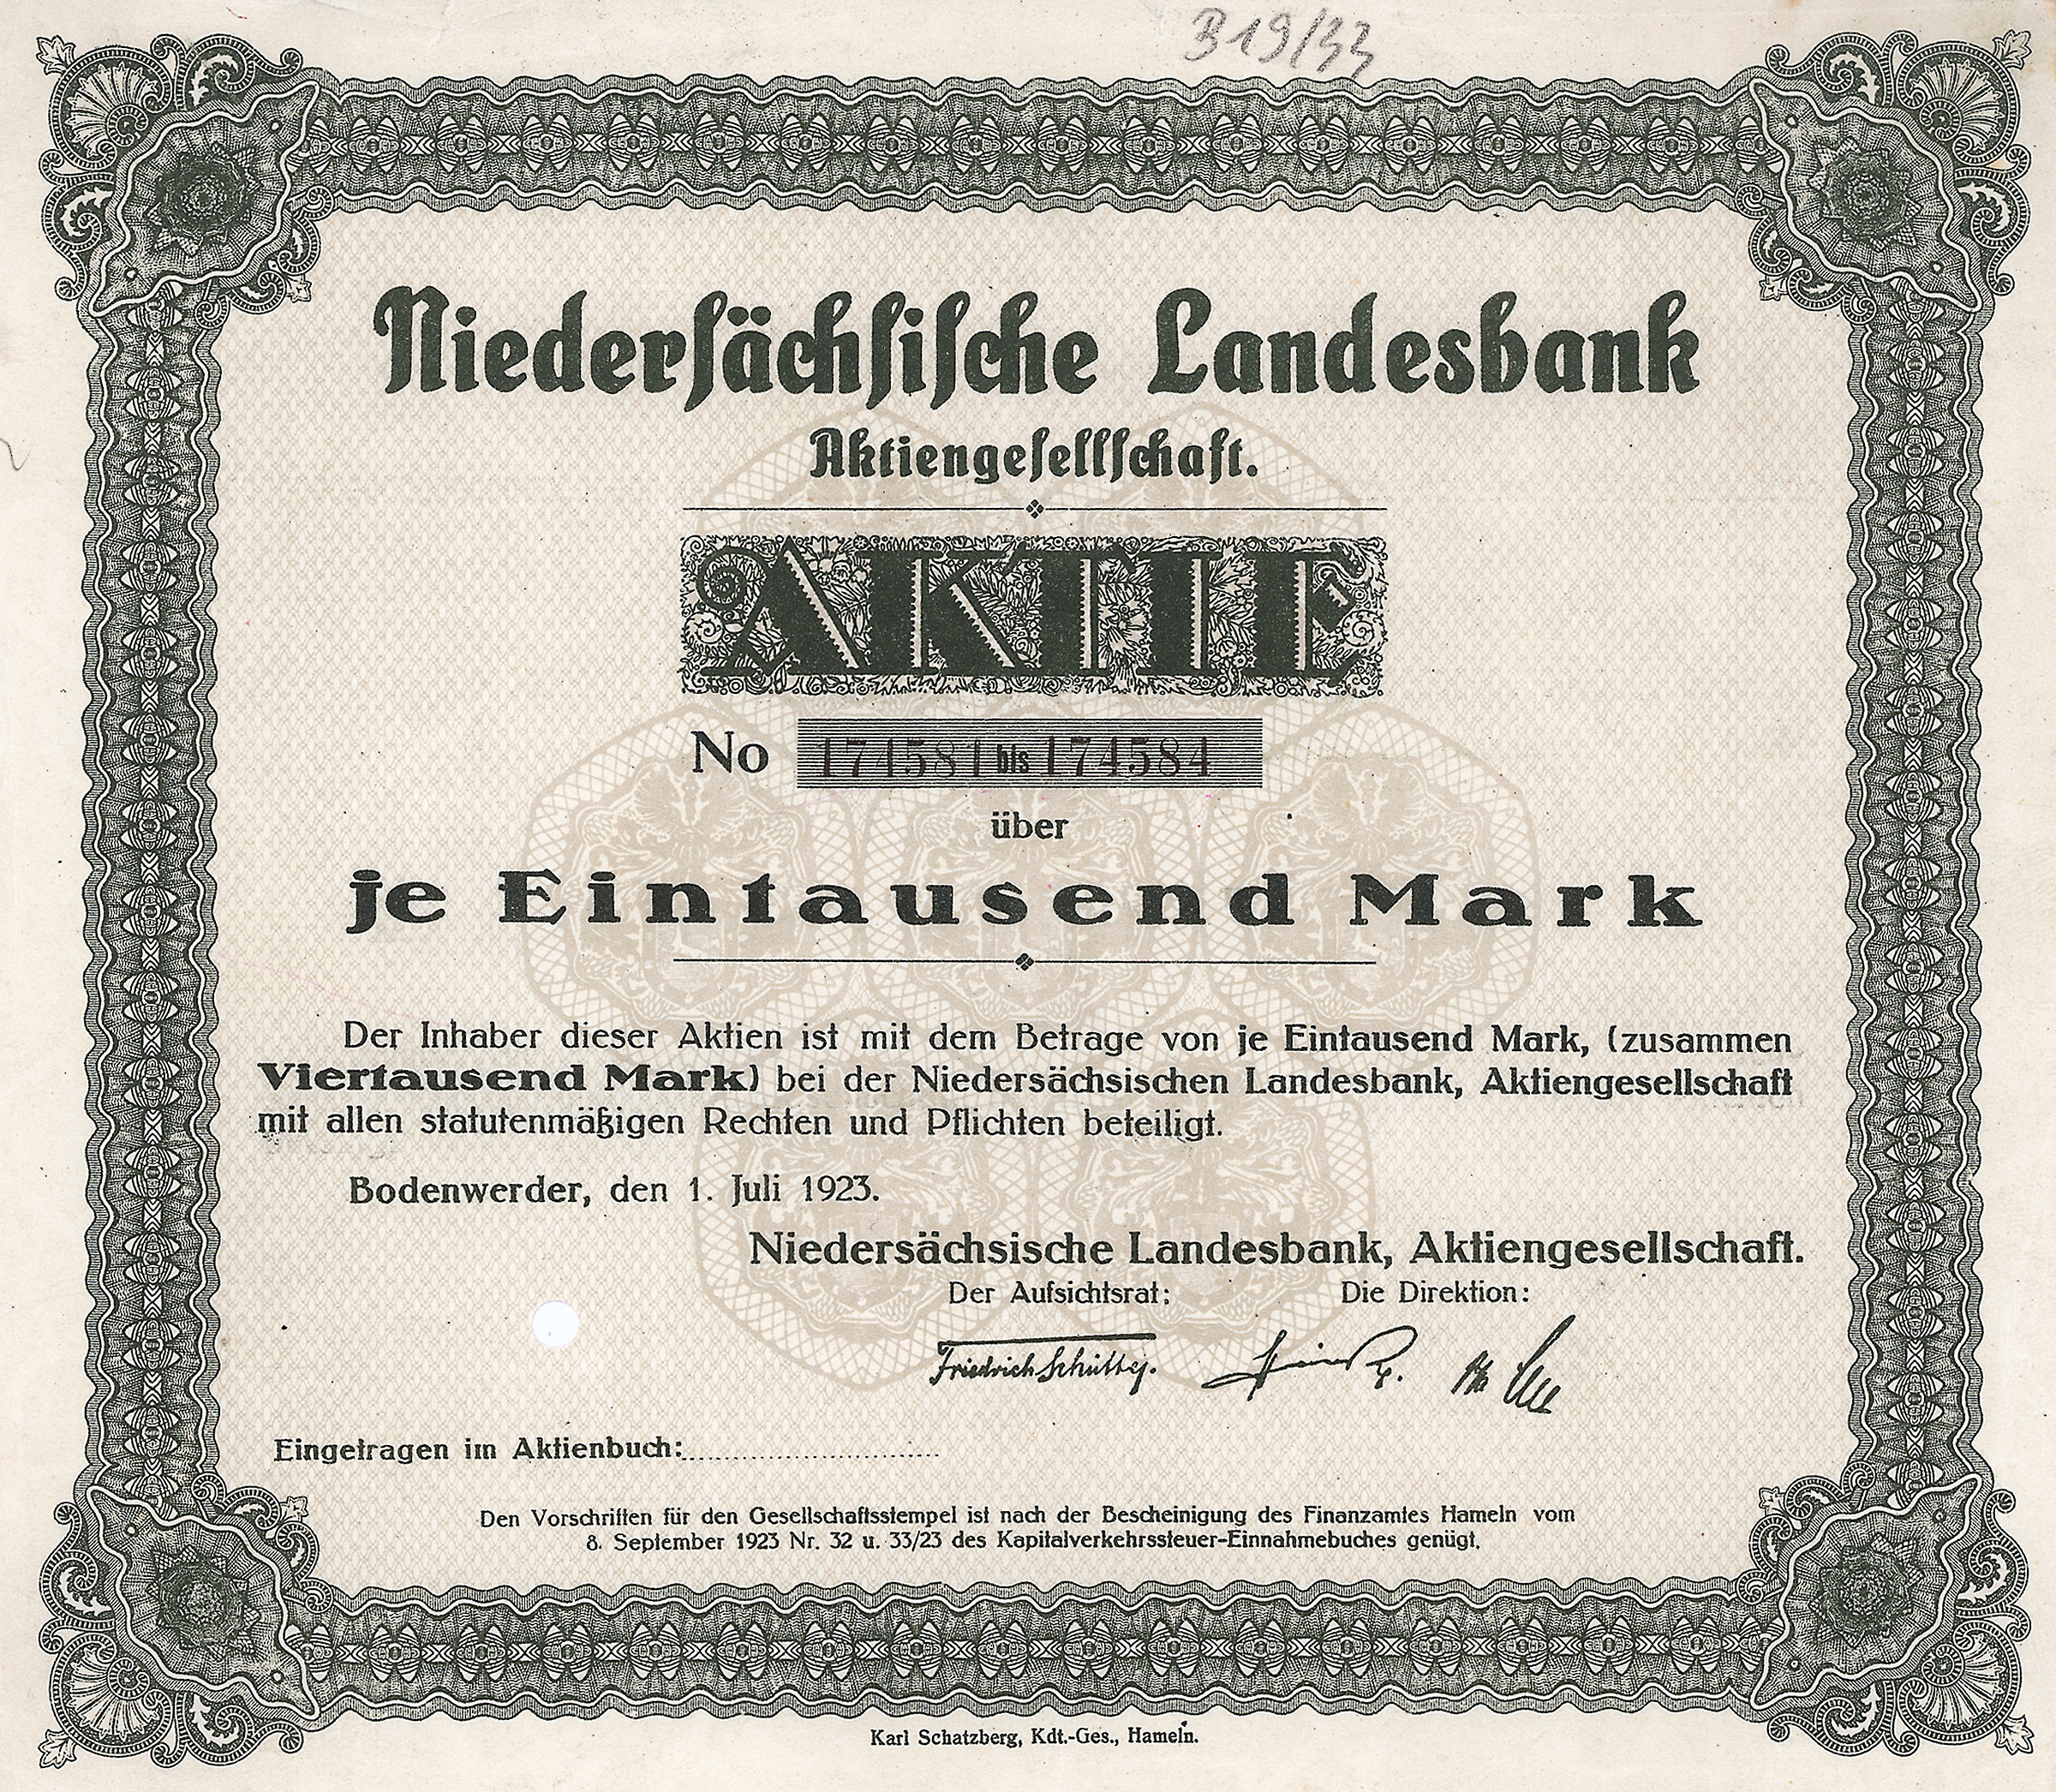 B 19/33
Niederſächſiſche Landesbank
Aktiengeſellſchaft.
AKTIE
No 174581 bis 174584
über
je Eintausend Mark
Der Inhaber dieser Aktien ist mit dem Betrage von je Eintausend Mark, (zusammen
Viertausend Mark) bei der Niedersächsischen Landesbank, Aktiengesellschaft
mit allen statutenmäßigen Rechten und Pflichten beteiligt.
Bodenwerder, den 1. Juli 1923.
Niedersächsische Landesbank, Aktiengesellschaft.
Der Aufsichtsrat: Die Direktion:
Friedrich
Eingetragen im Aktienbuch:
Den Vorschriften für den Gesellschaftsstempel ist nach der Bescheinigung des Finanzamtes Hameln vom
8. September 1923 Nr. 32 u. 33/23 des Kapitalverkehrssteuer-Einnahmebuches genügt.
Karl Schatzberg, Kdt.-Ges., Hameln.